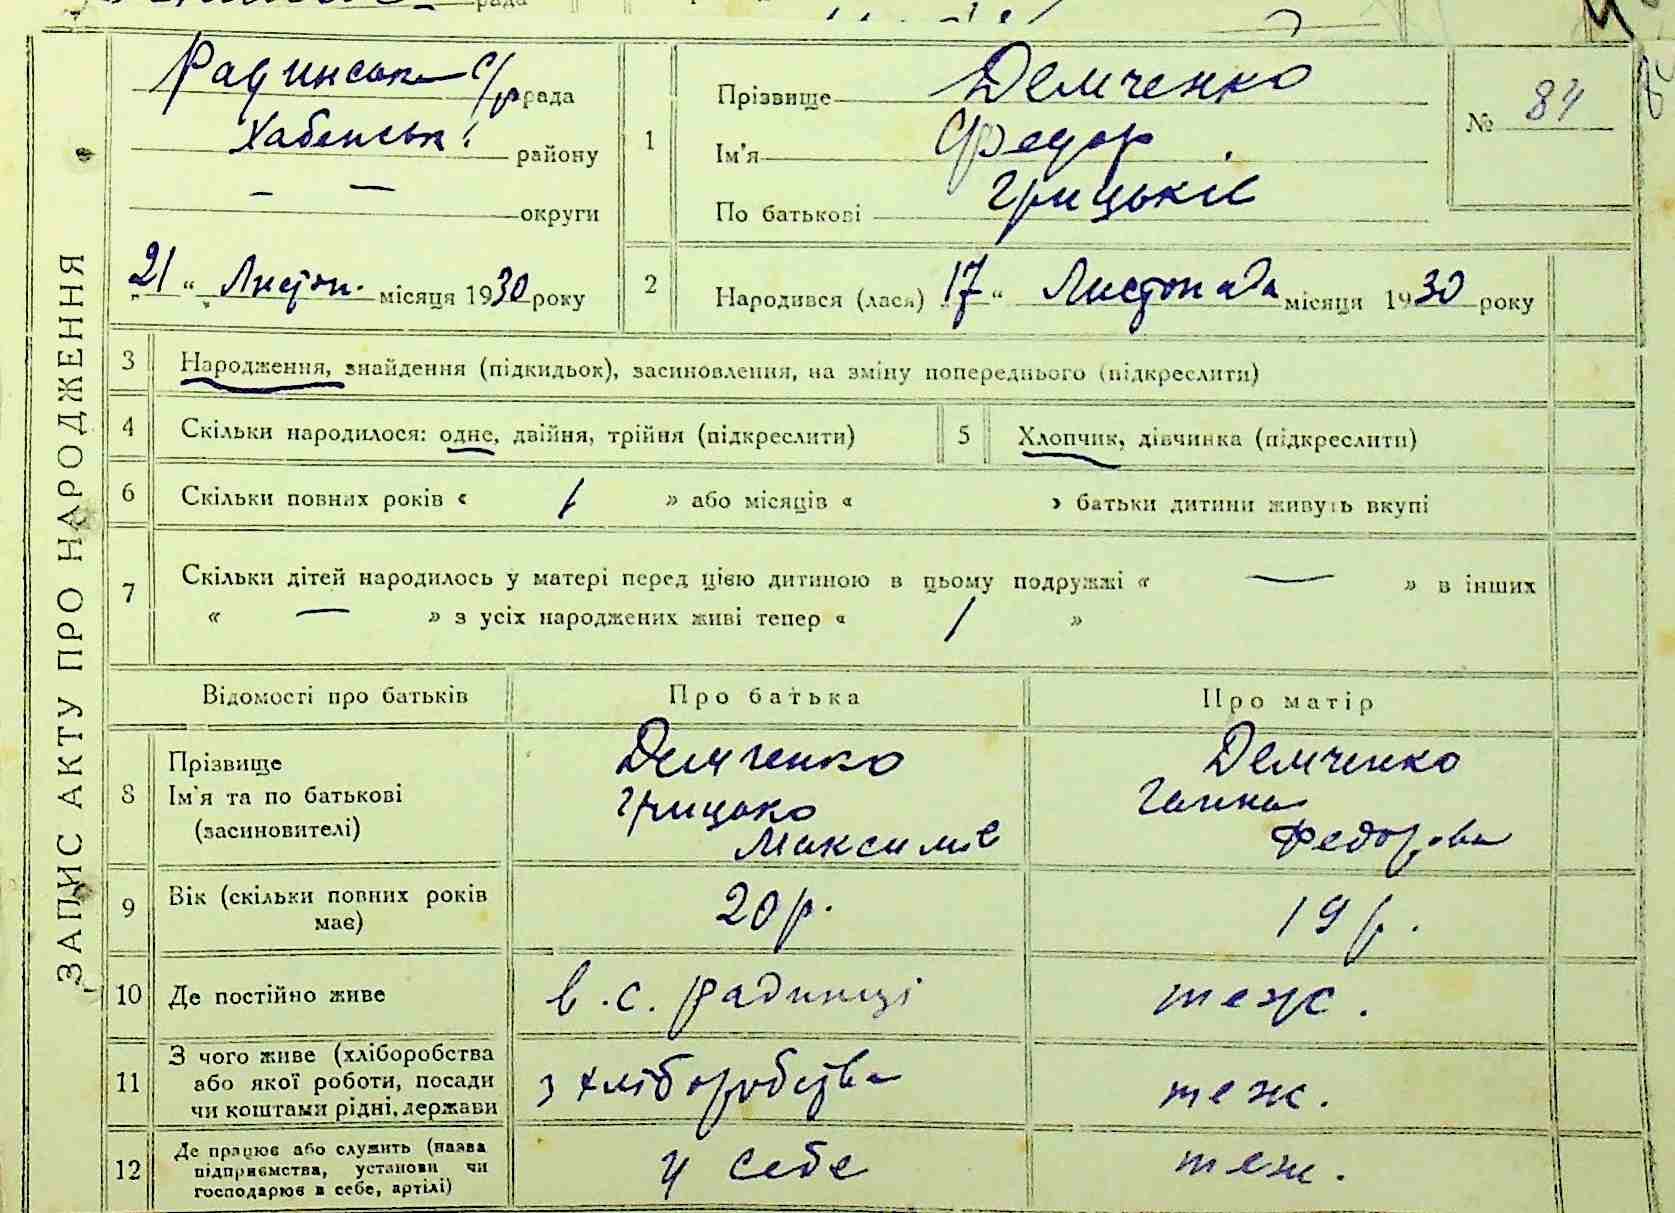 рада
ЗАПИС АКТУ ПРО НАРОДЖЕННЯ
Радинська с/р рада
Хабенськ. району
— — округи
„21“ Листоп. місяця 1930 року
1 Прізвище Демченко
Ім'я Федор
По батькові Грицьків
№ 84
2 Народився (лася) 17“ Листопада місяця 1930 року
3 Народження, знайдення (підкидьок), засиновлення, на зміну попереднього (підкреслити)
4 Скільки народилося: одне, двійня, трійня (підкреслити) 5 Хлопчик, дівчинка (підкреслити)
6 Скільки повних років « 1 » або місяців « » батьки дитини живуть вкупі
7 Скільки дітей народилось у матері перед цією дитиною в цьому подружжі « — » в інших
« — » з усіх народжених живі тепер « 1 »
Відомості про батьків Про батька Про матір
8 Прізвище Демченко Демченко
Ім'я та по батькові Грицько Ганна
(засиновителі) Максимів Федорова
9 Вік (скільки повних років 20 р. 19 р.
має)
10 Де постійно живе в. с. Радинці теж.
11 З чого живе (хліборобства з хліборобства теж.
або якої роботи, посади
чи коштами рідні, держави
12 Де працює або служить (назва у себе теж.
підприємства, установи чи
господарює в себе, артілі)